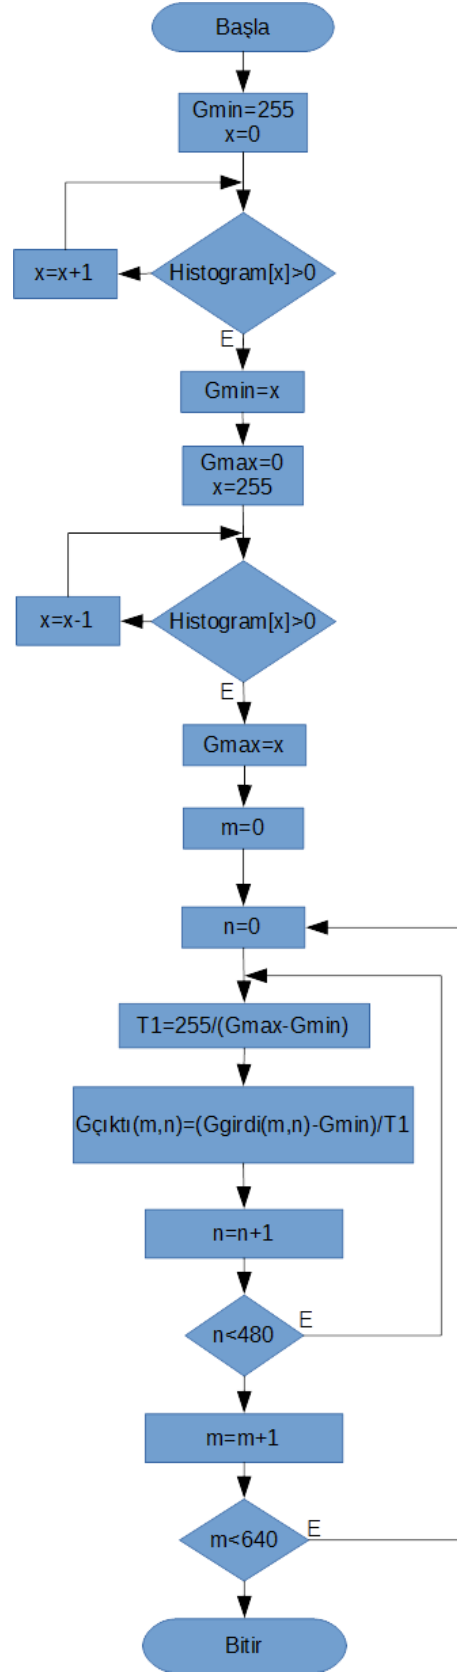 Başla
Gmin=255
x=0
x=x+1
Histogram[x]>0
E
Gmin=x
Gmax=0
x=255
x=x-1
Histogram[x]>0
E
Gmax=x
m=0
n=0
T1=255/(Gmax-Gmin)
Gçıktı(m,n)=(Ggirdi(m,n)-Gmin)/T1
n=n+1
n<480
E
m=m+1
m<640
E
Bitir